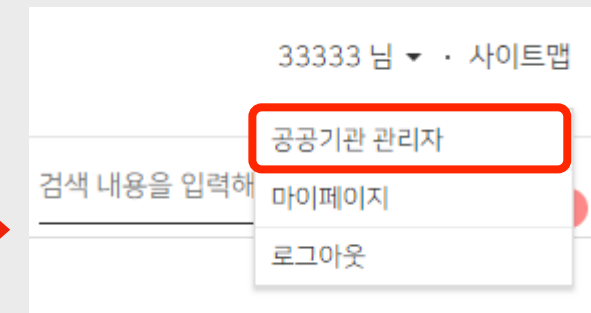 33333 님 ▾ · 사이트맵
공공기관 관리자
검색 내용을 입력해
마이페이지
로그아웃